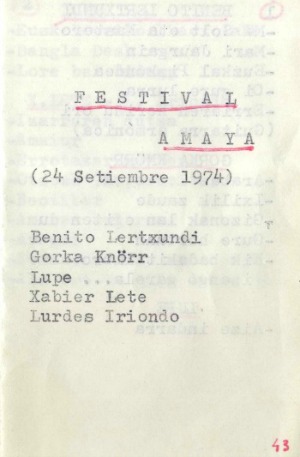 FESTIVAL
AMAYA
(24 Setiembre 1974)
Benito Lertxundi
Gorka Knörr
Lupe
Xabier Lete
Lurdes Iriondo
43